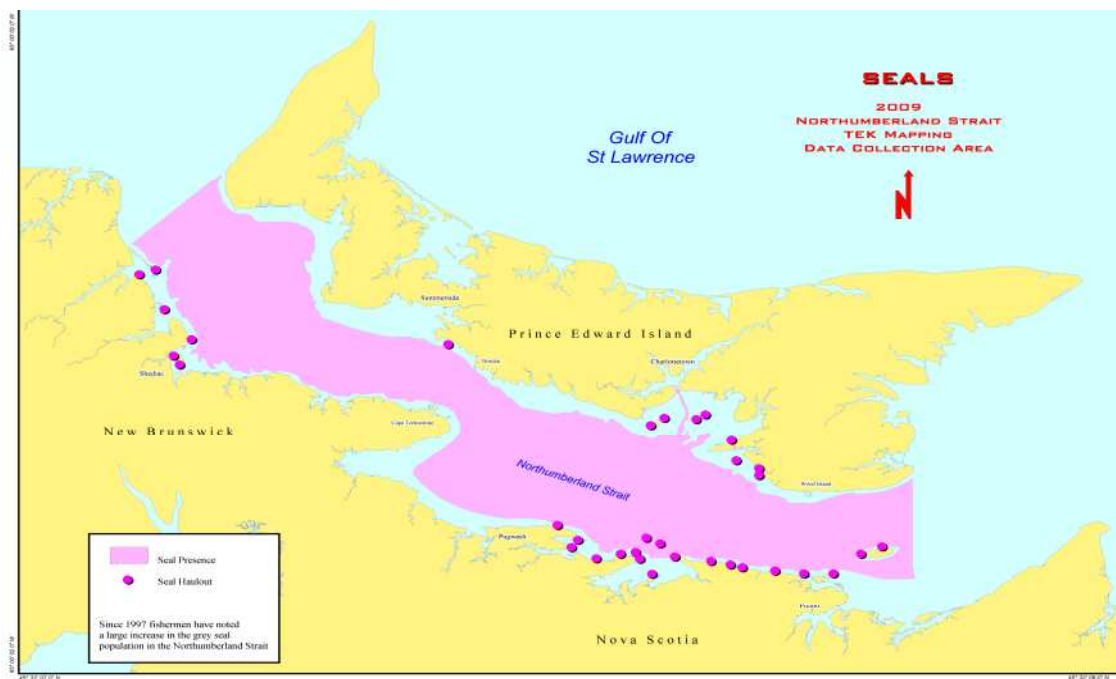 SEALS
2009
NORTHUMBERLAND STRAIT
TEK MAPPING
DATA COLLECTION AREA
N
Gulf Of
St Lawrence
Summerside
Prince Edward Island
Charlottetown
Shediac
New Brunswick
Cape Tormentine
Northumberland Strait
Wood Island
Pugwash
Pictou
Nova Scotia
Seal Presence
Seal Haulout
Since 1997 fishermen have noted
a large increase in the grey seal
population in the Northumberland Strait